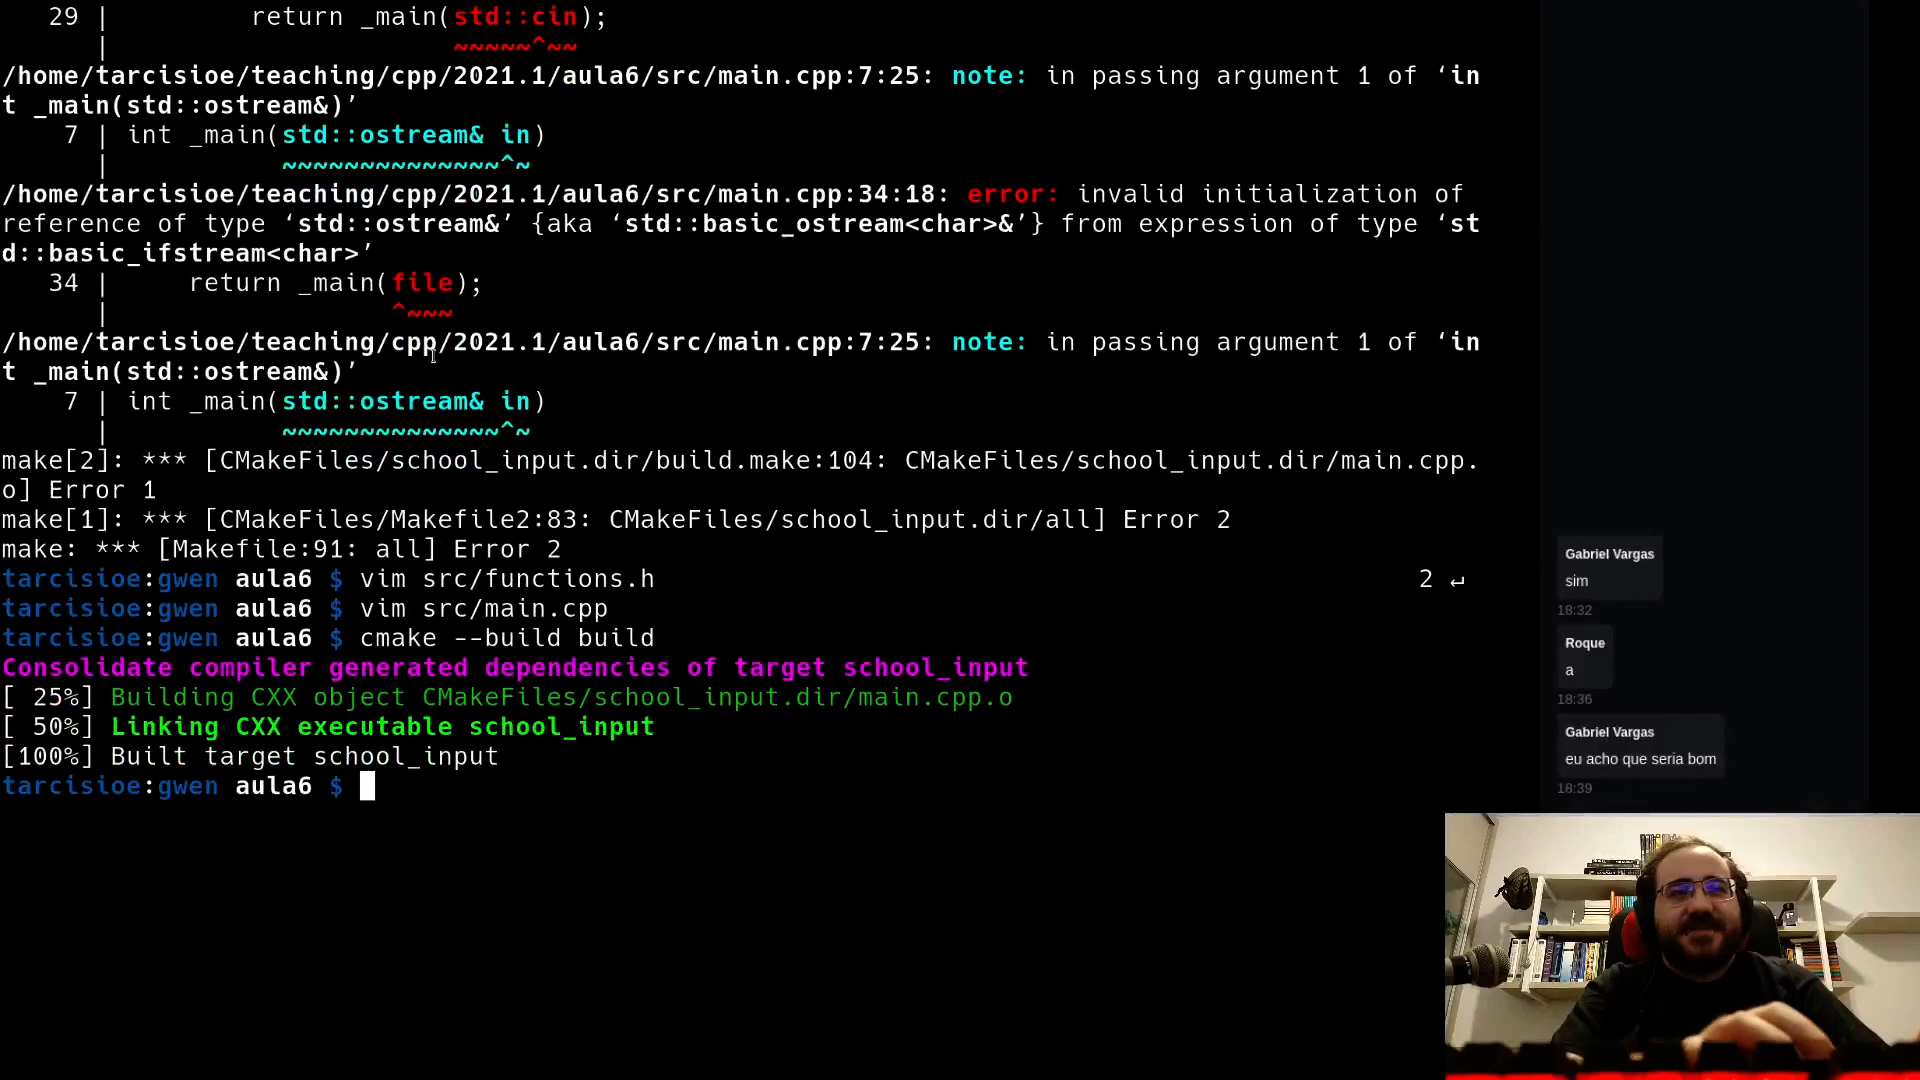 29 |         return _main(std::cin);
|                      ~~~~~^~~
/home/tarcisioe/teaching/cpp/2021.1/aula6/src/main.cpp:7:25: note: in passing argument 1 of ‘in
t _main(std::ostream&)’
7 | int _main(std::ostream& in)
|           ~~~~~~~~~~~~~~^~
/home/tarcisioe/teaching/cpp/2021.1/aula6/src/main.cpp:34:18: error: invalid initialization of
reference of type ‘std::ostream&’ {aka ‘std::basic_ostream<char>&’} from expression of type ‘st
d::basic_ifstream<char>’
34 |     return _main(file);
|                  ^~~~
/home/tarcisioe/teaching/cpp/2021.1/aula6/src/main.cpp:7:25: note: in passing argument 1 of ‘in
t _main(std::ostream&)’
7 | int _main(std::ostream& in)
|           ~~~~~~~~~~~~~~^~
make[2]: *** [CMakeFiles/school_input.dir/build.make:104: CMakeFiles/school_input.dir/main.cpp.
o] Error 1
make[1]: *** [CMakeFiles/Makefile2:83: CMakeFiles/school_input.dir/all] Error 2
make: *** [Makefile:91: all] Error 2
tarcisioe:gwen aula6 $ vim src/functions.h 2 ↵
tarcisioe:gwen aula6 $ vim src/main.cpp
tarcisioe:gwen aula6 $ cmake --build build
Consolidate compiler generated dependencies of target school_input
[ 25%] Building CXX object CMakeFiles/school_input.dir/main.cpp.o
[ 50%] Linking CXX executable school_input
[100%] Built target school_input
tarcisioe:gwen aula6 $
Gabriel Vargas
sim
18:32
Roque
a
18:36
Gabriel Vargas
eu acho que seria bom
18:39